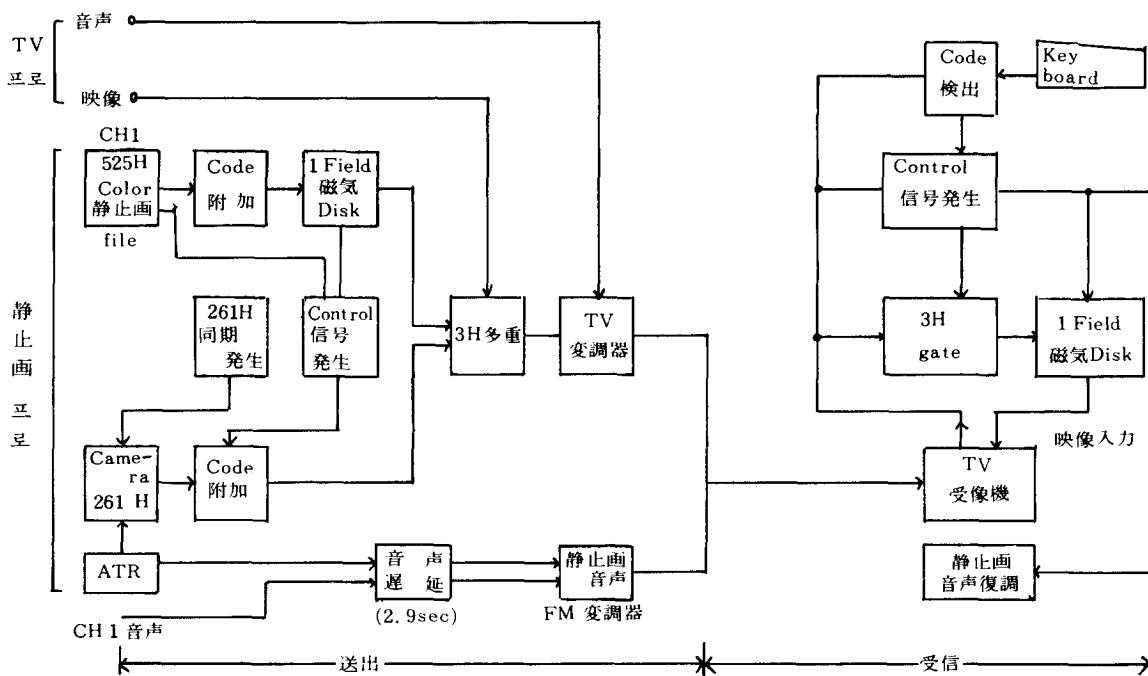 音声
TV
프로
映像
CH1
525H
Color
静止画
file
Code
附加
1 Field
磁気
Disk
静止画 프로
261H
同期
発生
Control
信号
発生
3H多重
TV
変調器
Came-
ra
261 H
Code
附加
ATR
音声
遅延
(2.9sec)
静止画
音声
FM 変調器
CH 1 音声
送出
Code
検出
Key
board
Control
信号発生
3H
gate
1 Field
磁気Disk
映像入力
TV
受像機
静止画
音声復調
受信